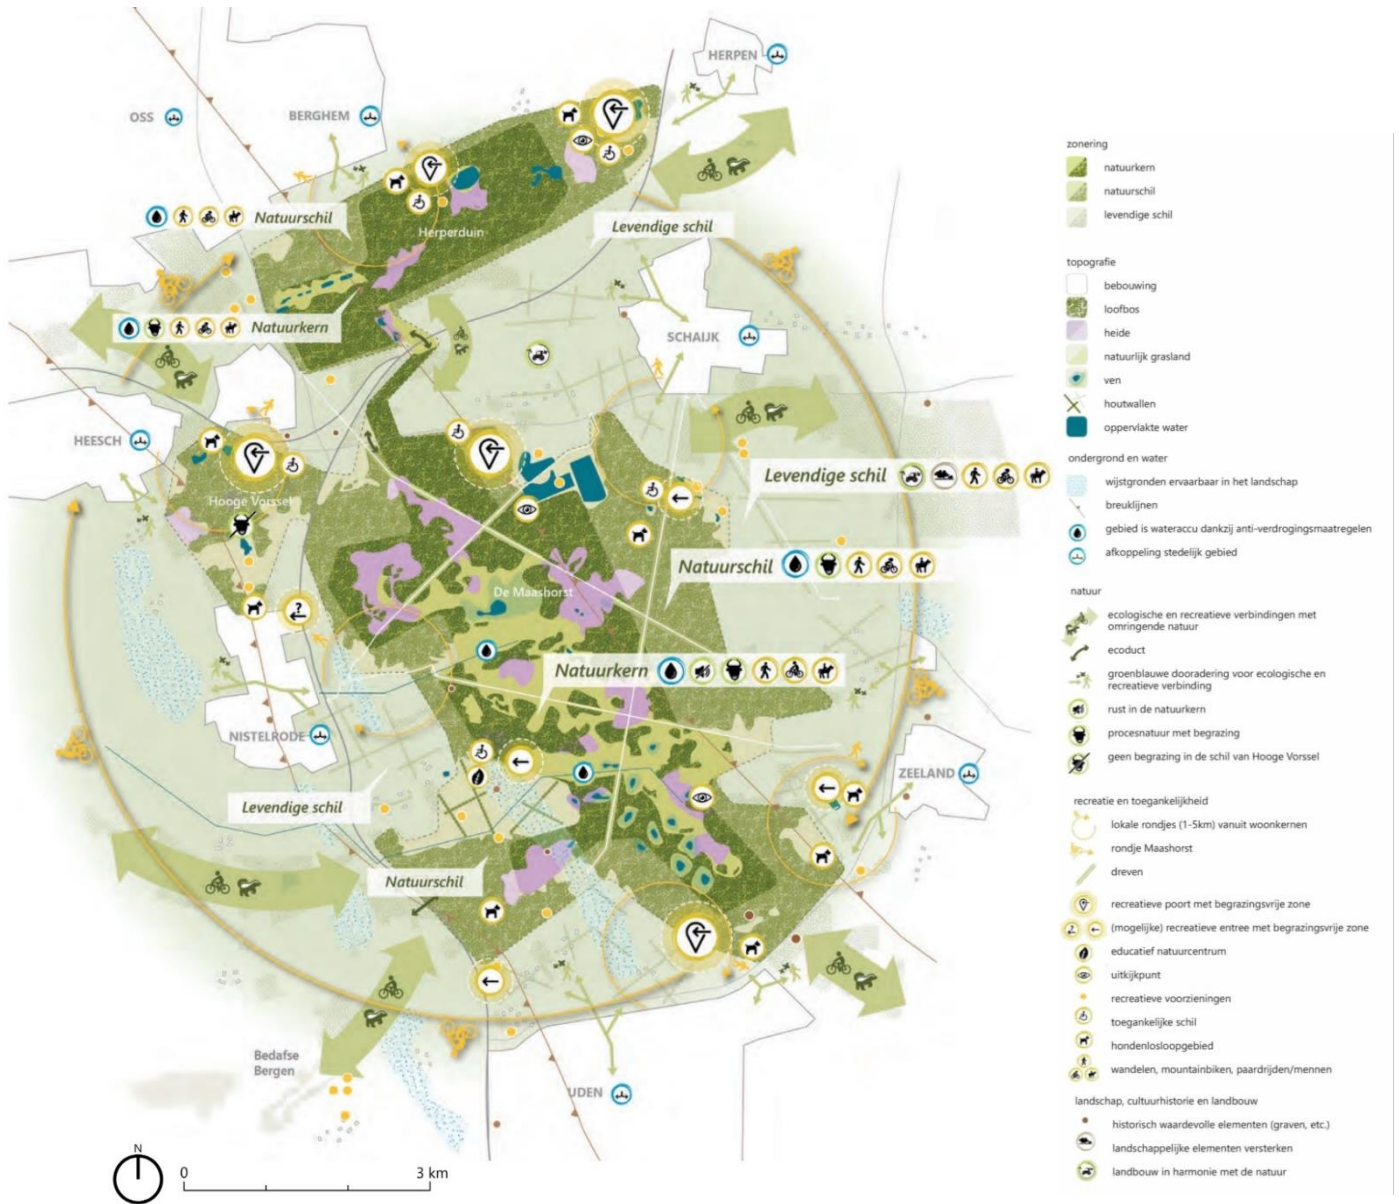 HERPEN
OSS
BERGHEM
Natuurschil
Herperduin
Levendige schil
Natuurkern
SCHAIJK
HEESCH
Hooge Vorssel
Levendige schil
Natuurschil
De Maashorst
Natuurkern
?
NISTELRODE
ZEELAND
Levendige schil
Natuurschil
Bedafse
Bergen
UDEN
N
0
3 km
zonering
natuurkern
natuurschil
levendige schil
topografie
bebouwing
loofbos
heide
natuurlijk grasland
ven
houtwallen
oppervlakte water
ondergrond en water
wijstgronden ervaarbaar in het landschap
breuklijnen
gebied is wateraccu dankzij anti-verdrogingsmaatregelen
afkoppeling stedelijk gebied
natuur
ecologische en recreatieve verbindingen met
omringende natuur
ecoduct
groenblauwe dooradering voor ecologische en
recreatieve verbinding
rust in de natuurkern
procesnatuur met begrazing
geen begrazing in de schil van Hooge Vorssel
recreatie en toegankelijkheid
lokale rondjes (1-5km) vanuit woonkernen
rondje Maashorst
dreven
recreatieve poort met begrazingsvrije zone
? (mogelijke) recreatieve entree met begrazingsvrije zone
educatief natuurcentrum
uitkijkpunt
recreatieve voorzieningen
toegankelijke schil
hondenlosloopgebied
wandelen, mountainbiken, paardrijden/mennen
landschap, cultuurhistorie en landbouw
historisch waardevolle elementen (graven, etc.)
landschappelijke elementen versterken
landbouw in harmonie met de natuur